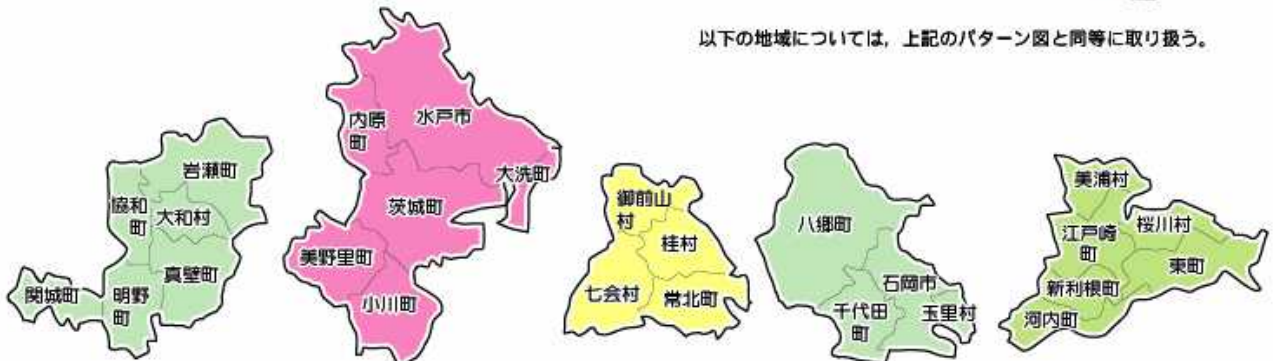 以下の地域については，上記のパターン図と同等に取り扱う。
岩瀬町
協和
町
大和村
真壁町
関城町
明野
町
内原
町
水戸市
大洗町
茨城町
美野里町
小川町
御前山
村
桂村
七会村
常北町
八郷町
石岡市
千代田
町
玉里村
美浦村
江戸崎
町
桜川村
東町
新利根町
河内町